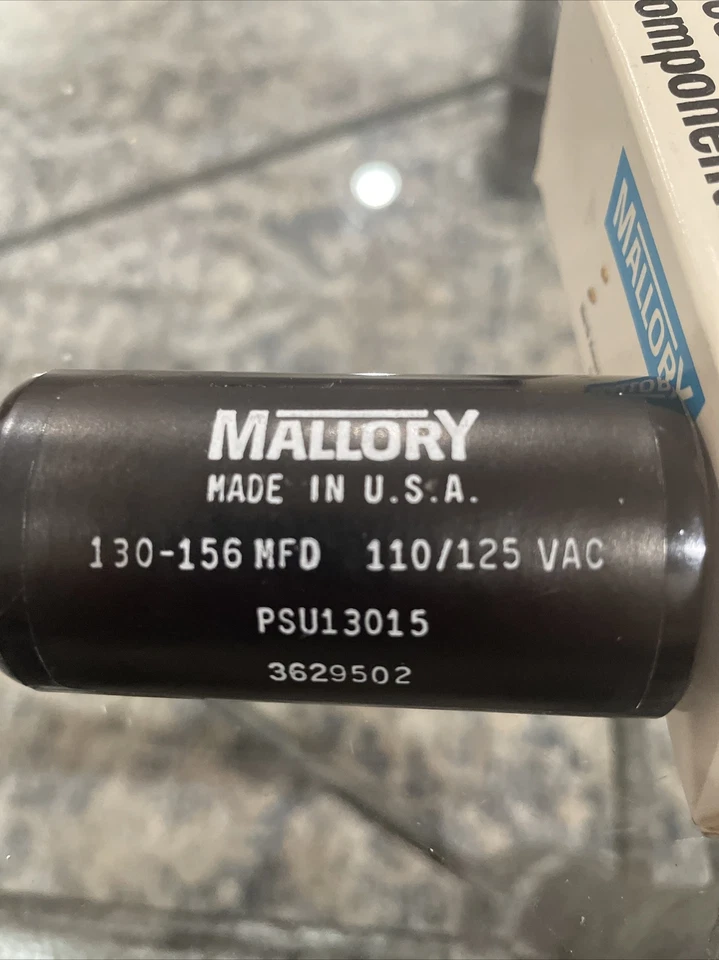 MALLORY
MADE IN U.S.A.
130-156 MFD 110/125 VAC
PSU13015
3629502
MALLORY